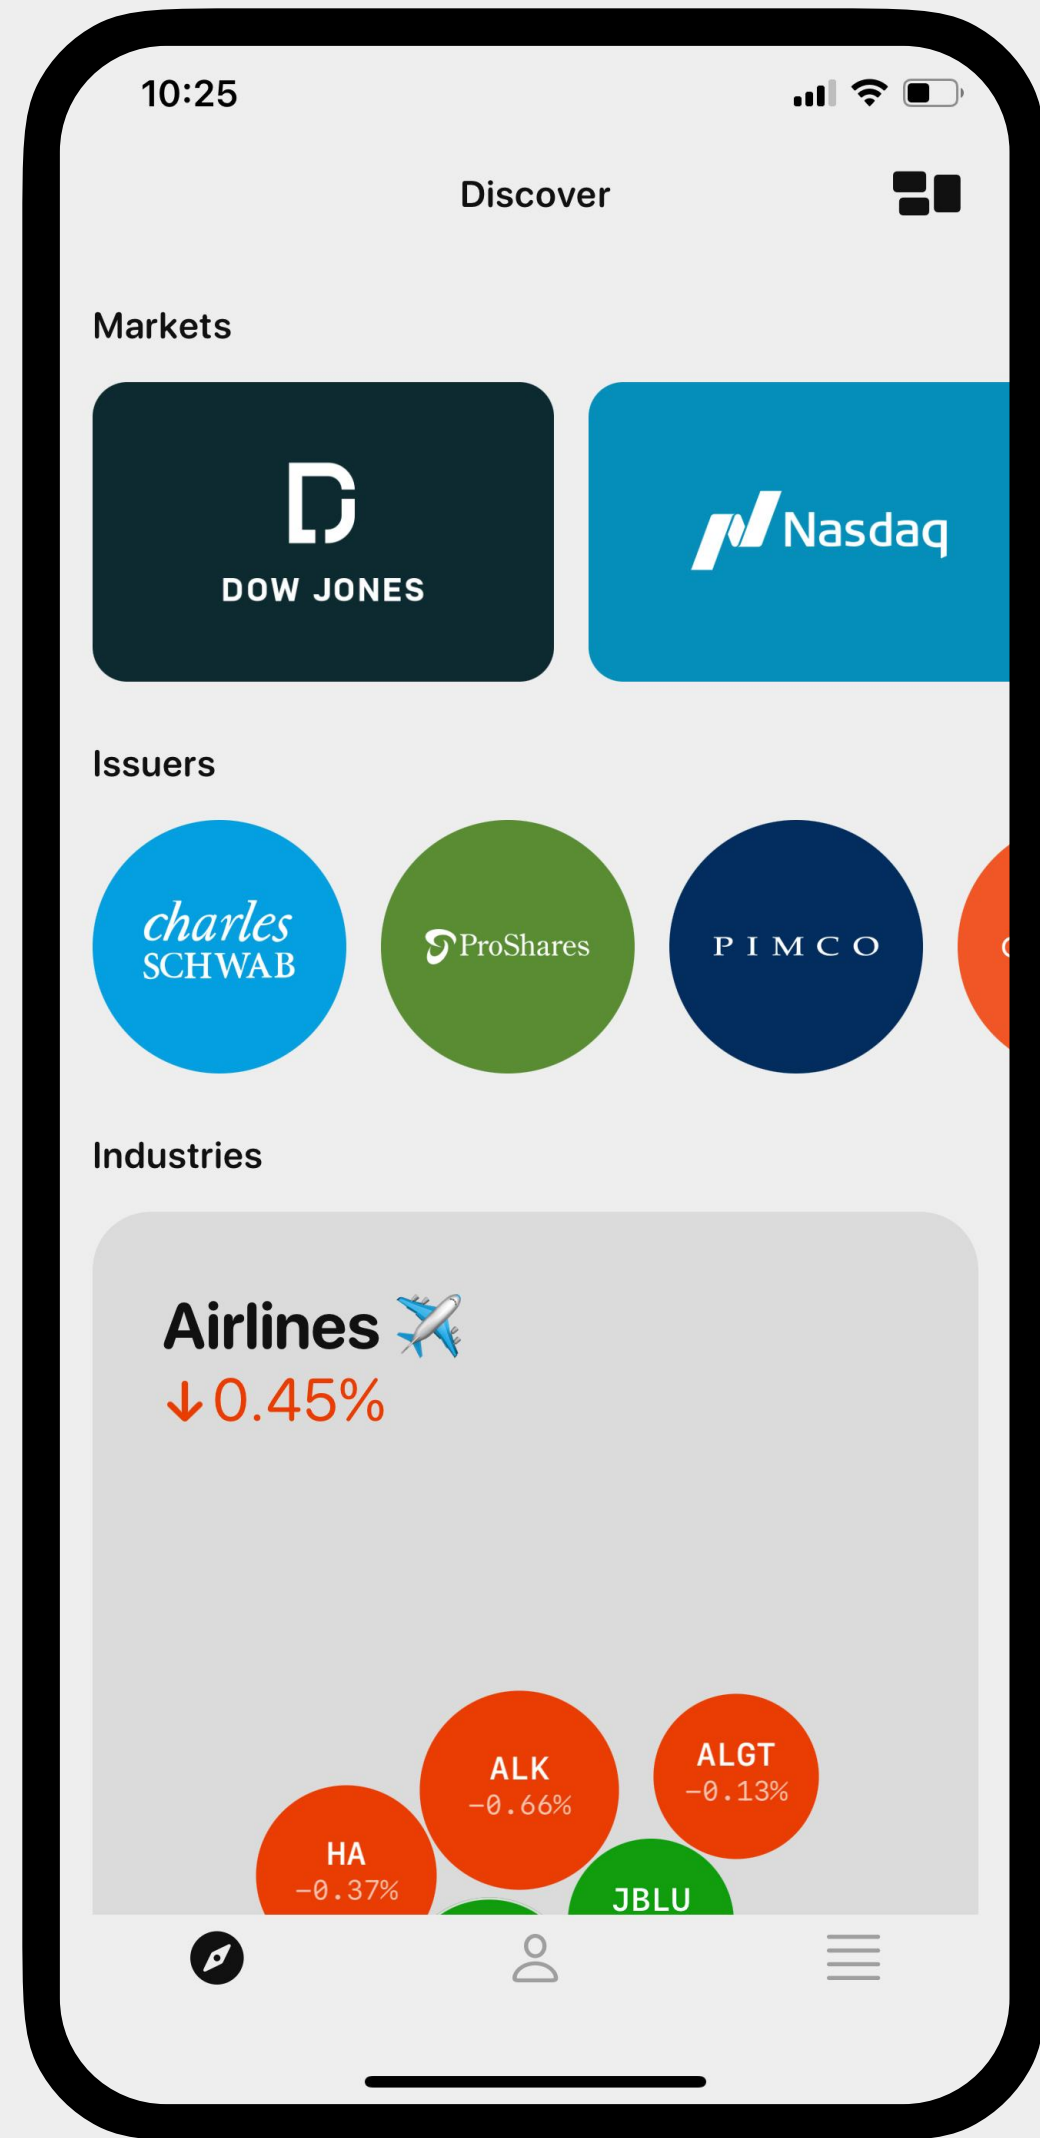 10:25
Discover
Markets
DOW JONES
Nasdaq
Issuers
charles
SCHWAB
ProShares
PIMCO
Industries
Airlines
↓0.45%
ALK
-0.66%
ALGT
-0.13%
HA
-0.37%
JBLU